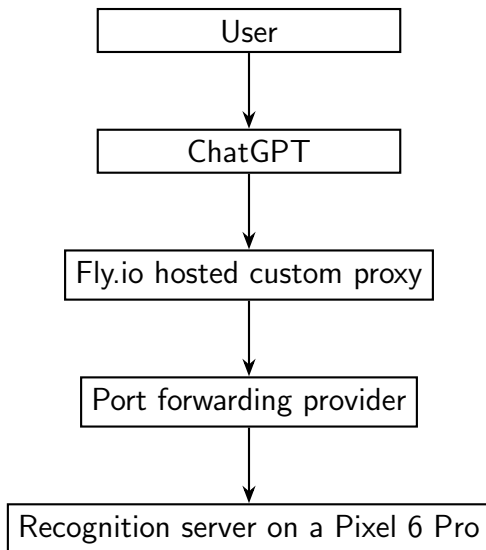 User
ChatGPT
Fly.io hosted custom proxy
Port forwarding provider
Recognition server on a Pixel 6 Pro